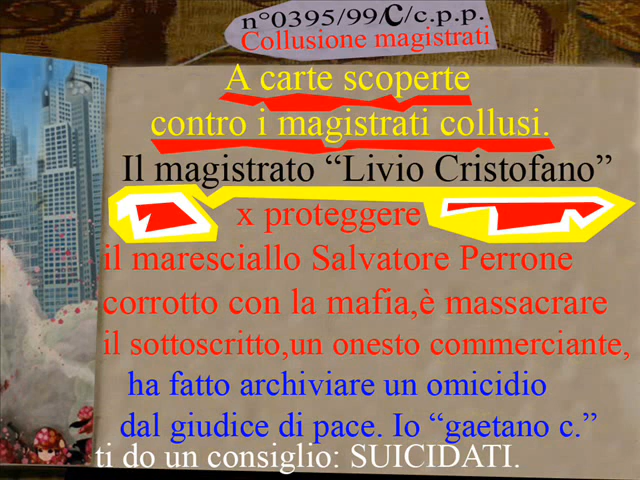 n°0395/99/C/c.p.p.
Collusione magistrati
A carte scoperte
contro i magistrati collusi.
Il magistrato “Livio Cristofano”
x proteggere
il maresciallo Salvatore Perrone
corrotto con la mafia,è massacrare
il sottoscritto,un onesto commerciante,
ha fatto archiviare un omicidio
dal giudice di pace. Io “gaetano c.”
ti do un consiglio: SUICIDATI.